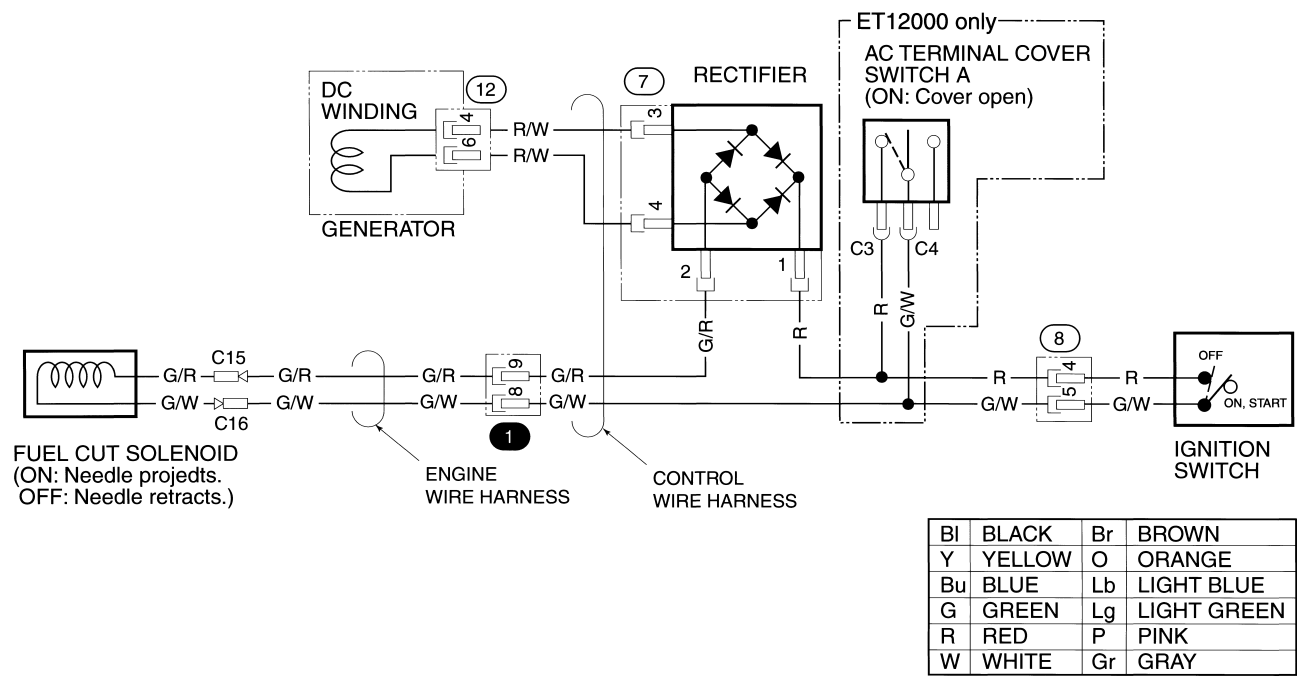 ET12000 only
AC TERMINAL COVER
SWITCH A
(ON: Cover open)
RECTIFIER
7
12
DC
WINDING
4
6
R/W
R/W
3
4
GENERATOR
2
1
C3
C4
G/R
R
R
G/W
8
OFF
ON, START
C15
G/R
G/R
G/R
9
G/R
R
4
R
G/W
G/W
G/W
8
G/W
G/W
5
G/W
C16
1
FUEL CUT SOLENOID
(ON: Needle projedts.
OFF: Needle retracts.)
ENGINE
WIRE HARNESS
CONTROL
WIRE HARNESS
IGNITION
SWITCH
Bl BLACK Br BROWN
Y YELLOW O ORANGE
Bu BLUE Lb LIGHT BLUE
G GREEN Lg LIGHT GREEN
R RED P PINK
W WHITE Gr GRAY